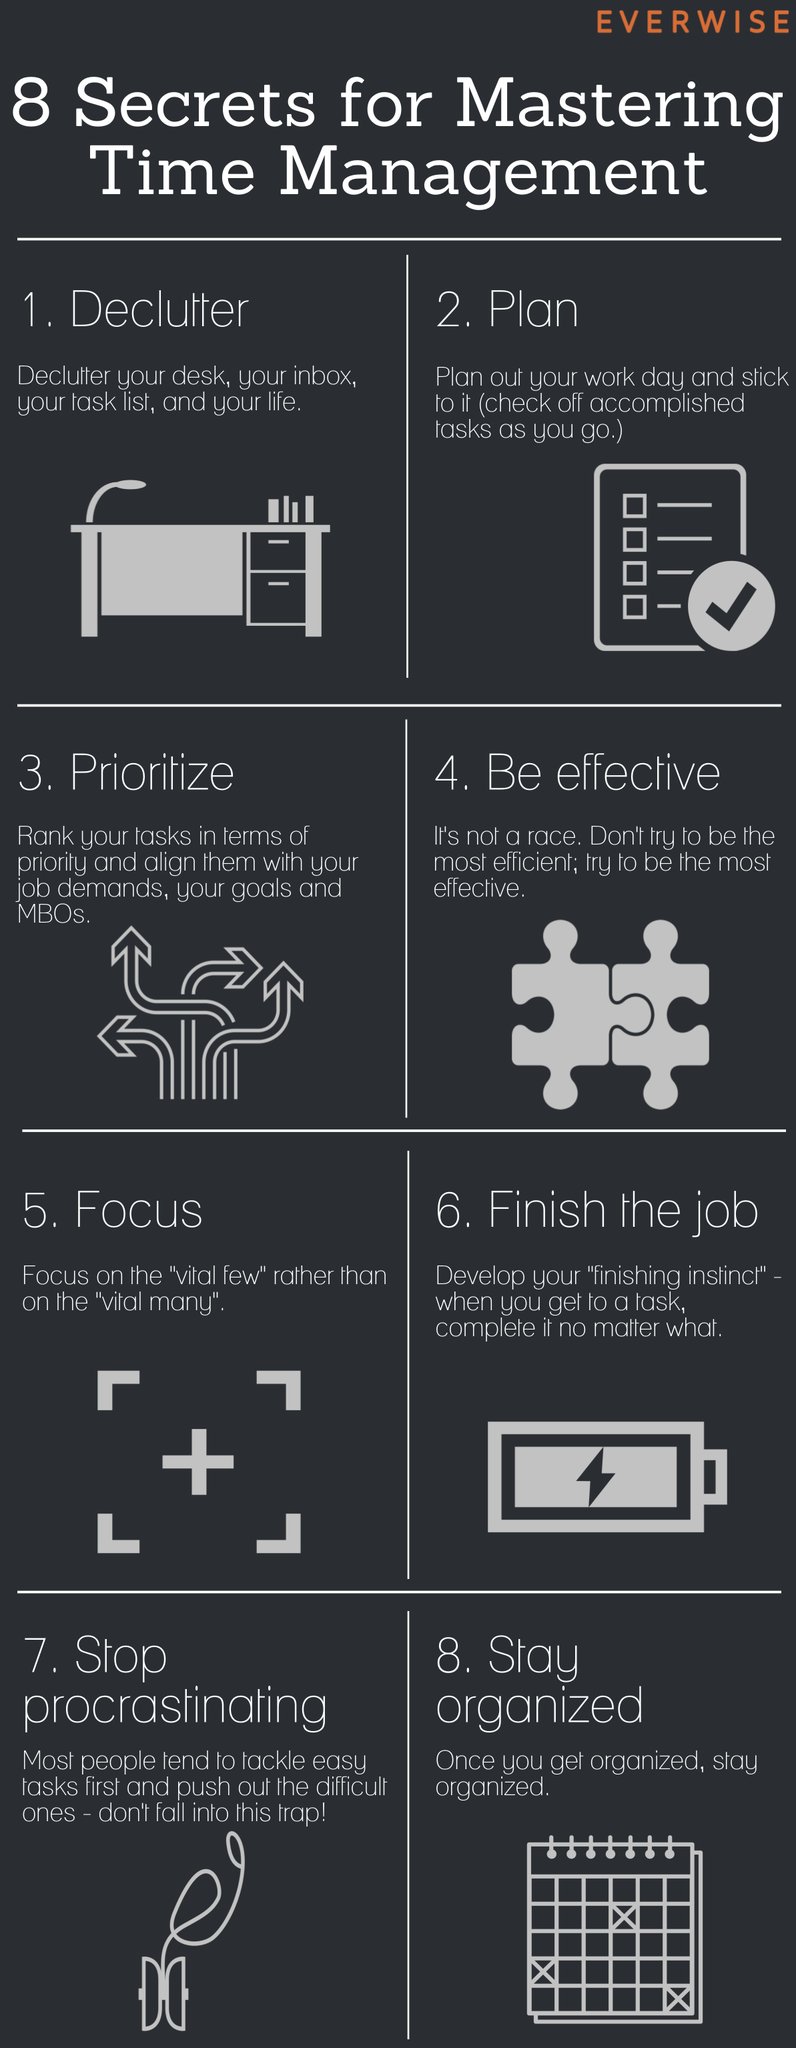 EVERWISE
8 Secrets for Mastering
Time Management
1. Declutter
Declutter your desk, your inbox,
your task list, and your life.
2. Plan
Plan out your work day and stick
to it (check off accomplished
tasks as you go.)
3. Prioritize
Rank your tasks in terms of
priority and align them with your
job demands, your goals and
MBOs.
4. Be effective
It's not a race. Don't try to be the
most efficient; try to be the most
effective.
5. Focus
Focus on the "vital few" rather than
on the "vital many".
6. Finish the job
Develop your "finishing instinct" -
when you get to a task,
complete it no matter what.
7. Stop
procrastinating
Most people tend to tackle easy
tasks first and push out the difficult
ones - don't fall into this trap!
8. Stay
organized
Once you get organized, stay
organized.